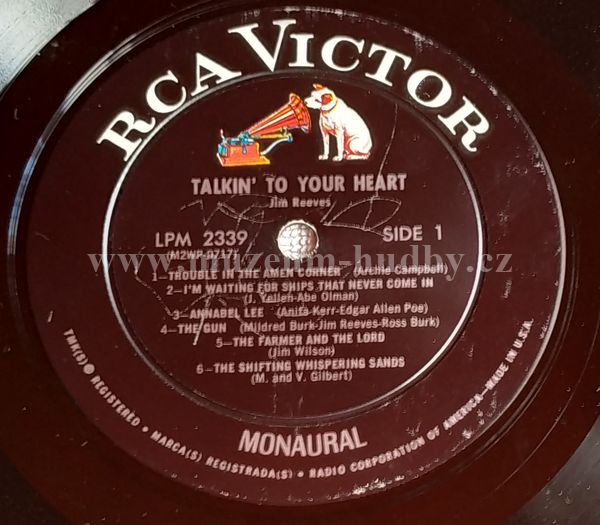 RCA VICTOR
TALKIN' TO YOUR HEART
Jim Reeves
LPM 2339
SIDE 1
(M2WP-0717)
www.muzeum-hudby.cz
1—TROUBLE IN THE AMEN CORNER (Archie Campbell)
2—I'M WAITING FOR SHIPS THAT NEVER COME IN
(J. Yellen-Abe Olman)
3—ANNABEL LEE (Anita Kerr-Edgar Allen Poe)
4—THE GUN (Mildred Burk-Jim Reeves-Ross Burk)
5—THE FARMER AND THE LORD
(Jim Wilson)
6—THE SHIFTING WHISPERING SANDS
(M. and V. Gilbert)
MONAURAL
TMK(S) ® REGISTERED • MARCA(S) REGISTRADA(S) • RADIO CORPORATION OF AMERICA—MADE IN U.S.A.